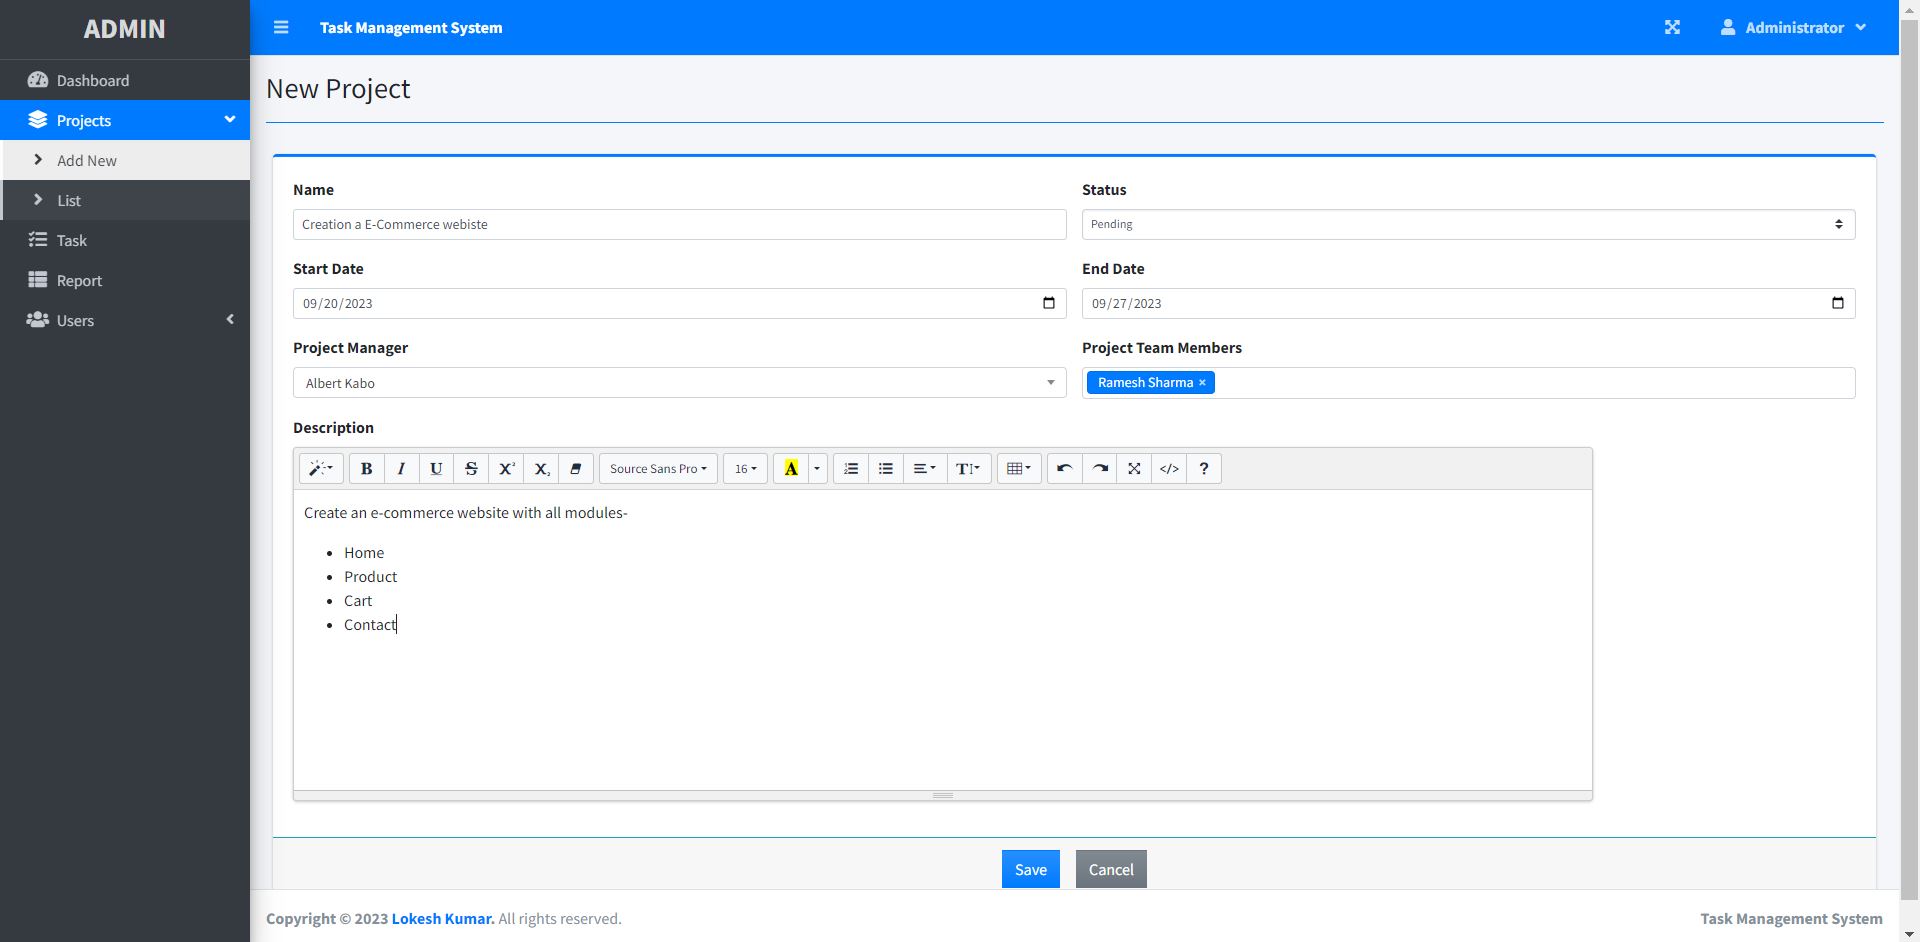 ADMIN
Task Management System
Administrator
Dashboard
Projects
Add New
List
Task
Report
Users
New Project
Name
Status
Creation a E-Commerce webiste
Pending
Start Date
End Date
09/20/2023
09/27/2023
Project Manager
Project Team Members
Albert Kabo
Ramesh Sharma ×
Description
B I U S X² X₂ Source Sans Pro 16 A T </> ?
Create an e-commerce website with all modules-
• Home
• Product
• Cart
• Contact
Save
Cancel
Copyright © 2023 Lokesh Kumar. All rights reserved.
Task Management System